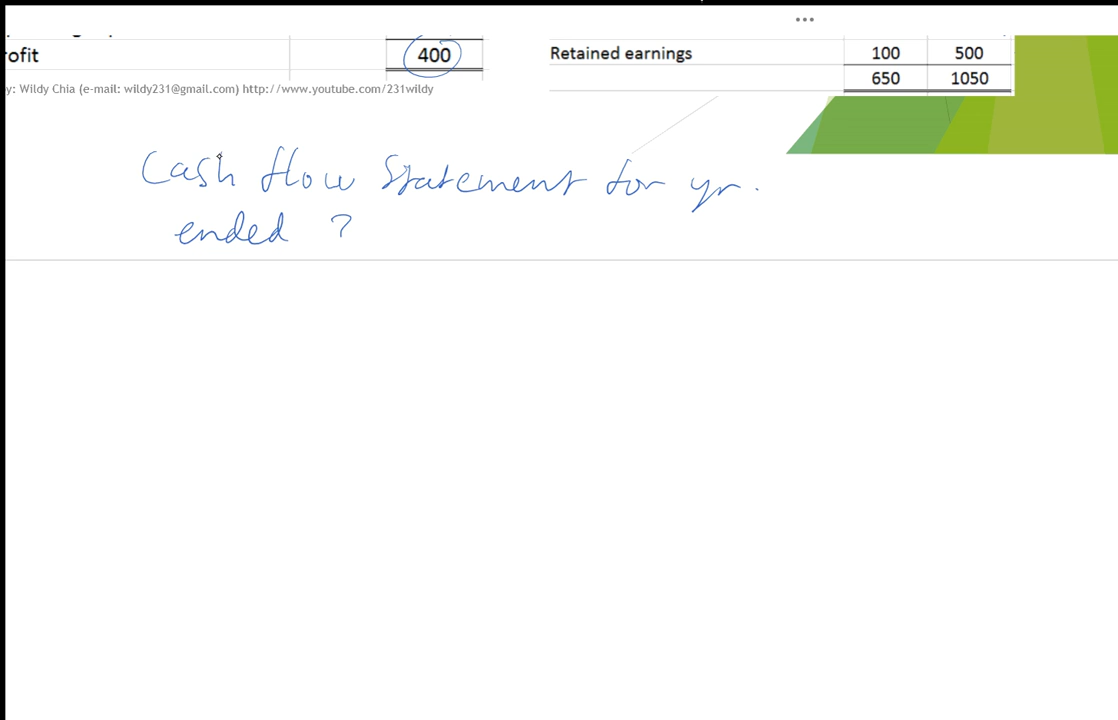 ofit 400
Retained earnings 100 500
650 1050
y: Wildy Chia (e-mail: wildy231@gmail.com) http://www.youtube.com/231wildy
Cash flow statement for yr.
ended ?